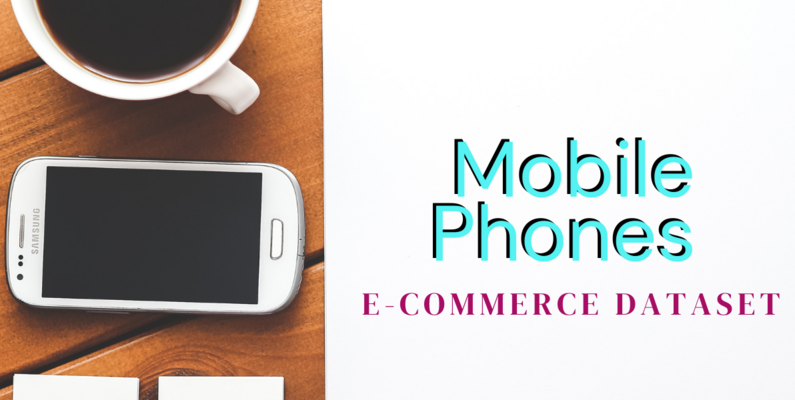 SAMSUNG
Mobile
Phones
E-COMMERCE DATASET